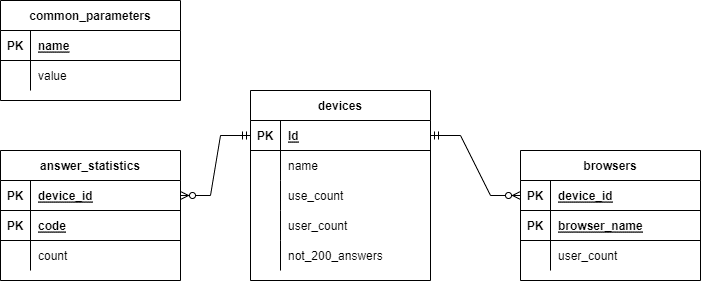 common_parameters
PK name
value
devices
PK Id
name
use_count
user_count
not_200_answers
answer_statistics
PK device_id
PK code
count
browsers
PK device_id
PK browser_name
user_count